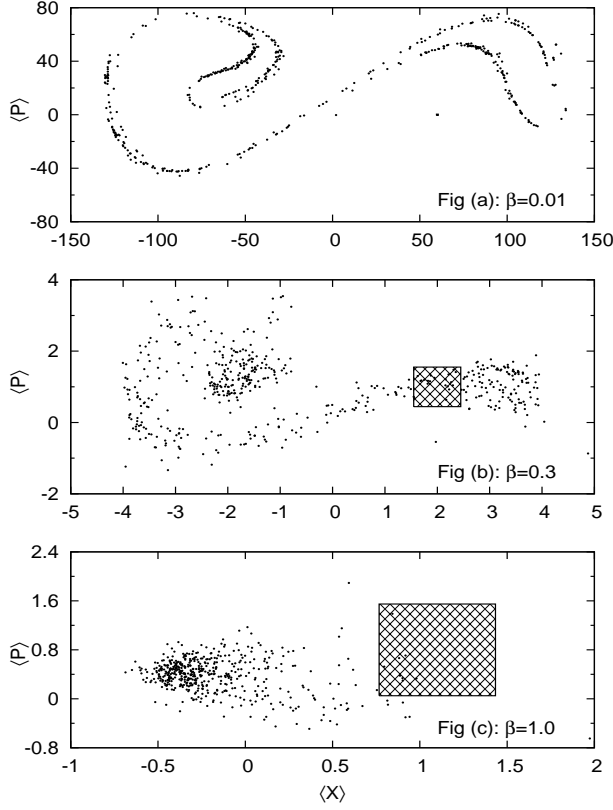 80
40
0
-40
-80
⟨P⟩
Fig (a): β=0.01
-150 -100 -50 0 50 100 150
4
2
0
-2
⟨P⟩
Fig (b): β=0.3
-5 -4 -3 -2 -1 0 1 2 3 4 5
2.4
1.6
0.8
0
-0.8
⟨P⟩
Fig (c): β=1.0
-1 -0.5 0 0.5 1 1.5 2
⟨X⟩